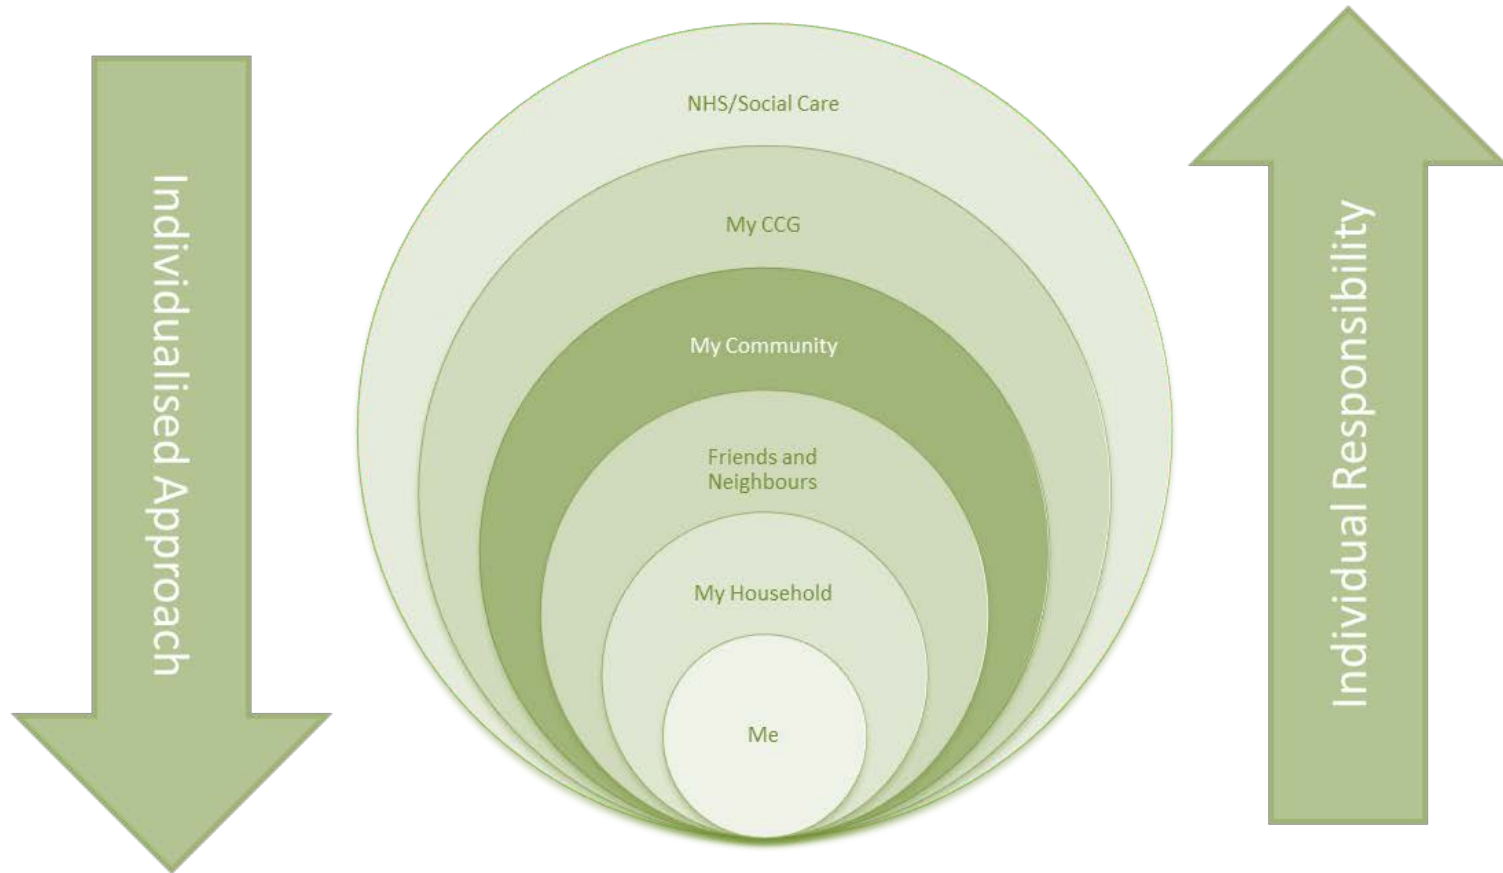 Individualised Approach
NHS/Social Care
My CCG
My Community
Friends and
Neighbours
My Household
Me
Individual Responsibility